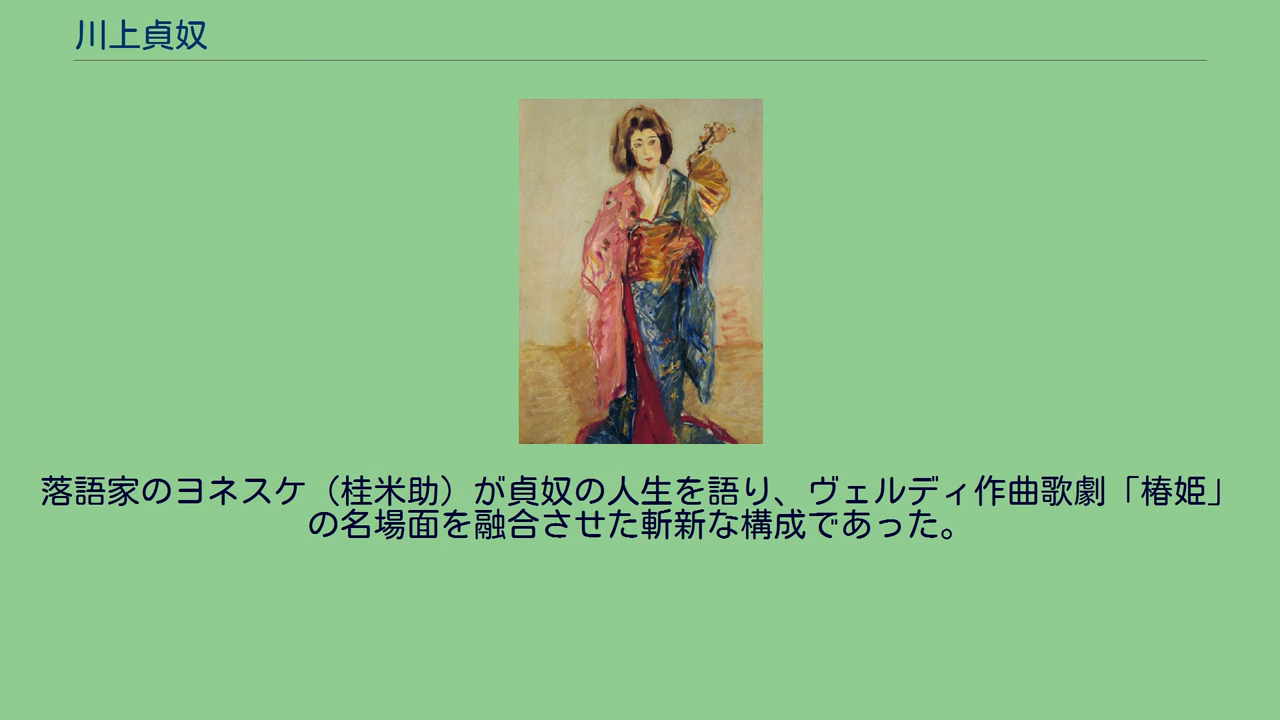 川上貞奴
落語家のヨネスケ（桂米助）が貞奴の人生を語り、ヴェルディ作曲歌劇「椿姫」
の名場面を融合させた斬新な構成であった。